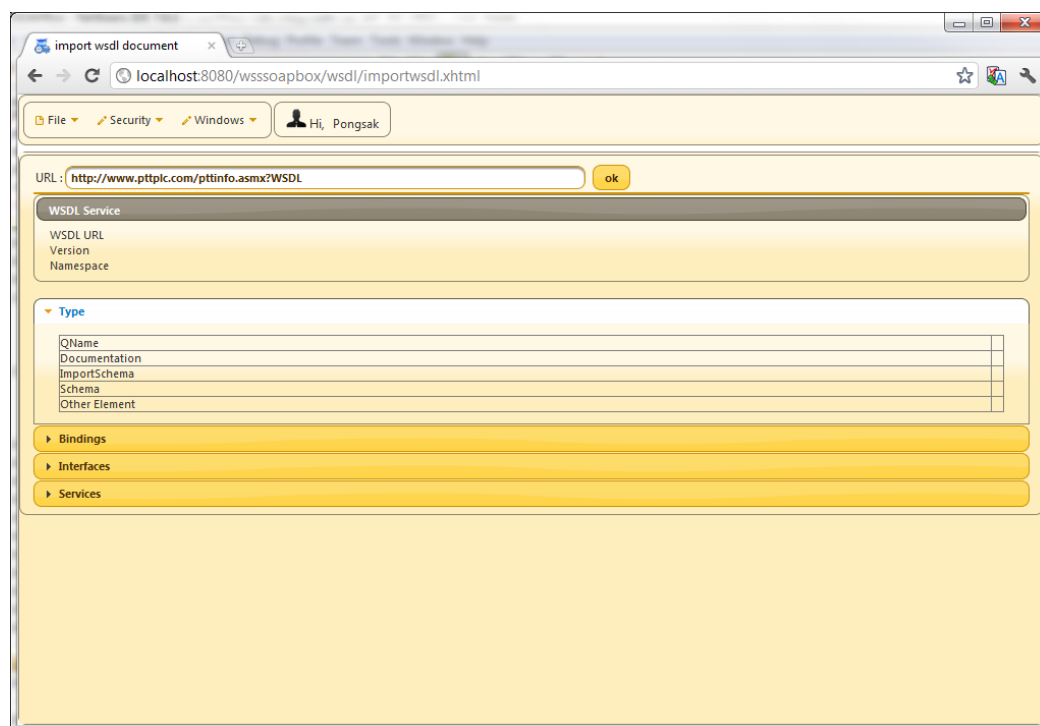 import wsdl document
localhost:8080/wsssoapbox/wsdl/importwsdl.xhtml
File Security Windows Hi, Pongsak
URL : http://www.pttplc.com/pttinfo.asmx?WSDL ok
WSDL Service
WSDL URL
Version
Namespace
Type
QName
Documentation
ImportSchema
Schema
Other Element
Bindings
Interfaces
Services